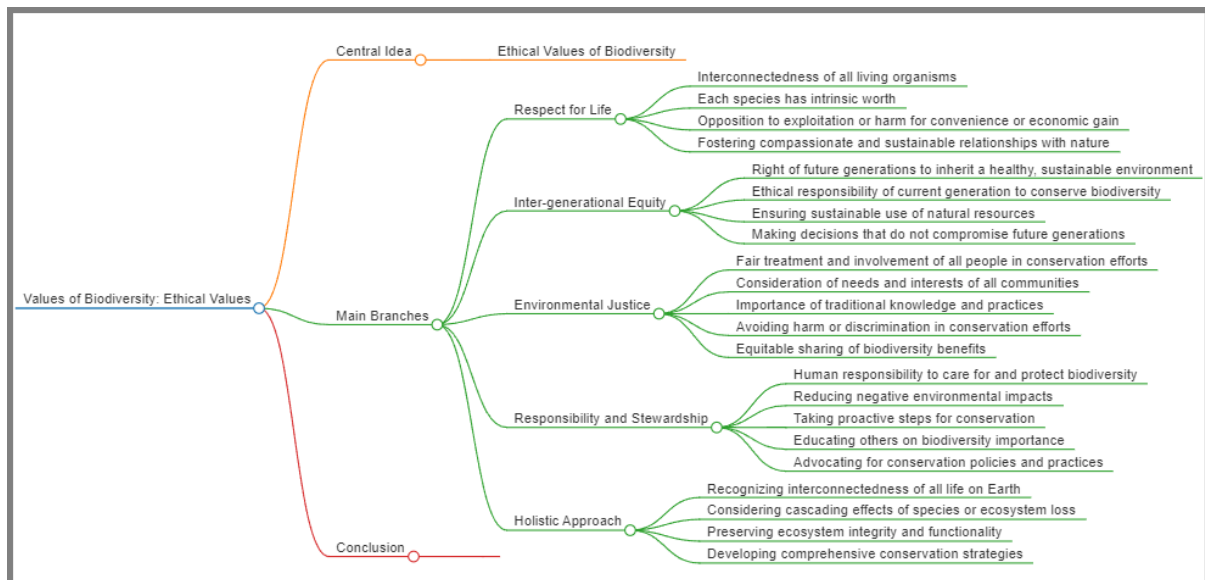 Values of Biodiversity: Ethical Values
Central Idea
Ethical Values of Biodiversity
Main Branches
Respect for Life
Interconnectedness of all living organisms
Each species has intrinsic worth
Opposition to exploitation or harm for convenience or economic gain
Fostering compassionate and sustainable relationships with nature
Inter-generational Equity
Right of future generations to inherit a healthy, sustainable environment
Ethical responsibility of current generation to conserve biodiversity
Ensuring sustainable use of natural resources
Making decisions that do not compromise future generations
Environmental Justice
Fair treatment and involvement of all people in conservation efforts
Consideration of needs and interests of all communities
Importance of traditional knowledge and practices
Avoiding harm or discrimination in conservation efforts
Equitable sharing of biodiversity benefits
Responsibility and Stewardship
Human responsibility to care for and protect biodiversity
Reducing negative environmental impacts
Taking proactive steps for conservation
Educating others on biodiversity importance
Advocating for conservation policies and practices
Holistic Approach
Recognizing interconnectedness of all life on Earth
Considering cascading effects of species or ecosystem loss
Preserving ecosystem integrity and functionality
Developing comprehensive conservation strategies
Conclusion